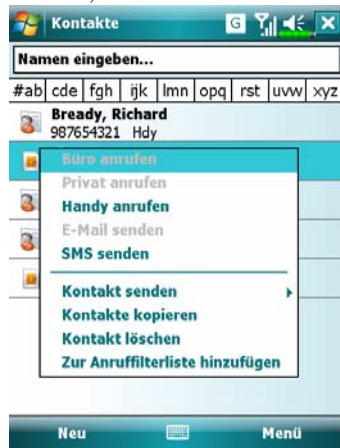 Kontakte G
Namen eingeben...
#ab cde fgh ijk lmn opq rst uvw xyz
Bready, Richard
987654321 Hdy
Büro anrufen
Privat anrufen
Handy anrufen
E-Mail senden
SMS senden
Kontakt senden
Kontakte kopieren
Kontakt löschen
Zur Anruffilterliste hinzufügen
Neu Menü